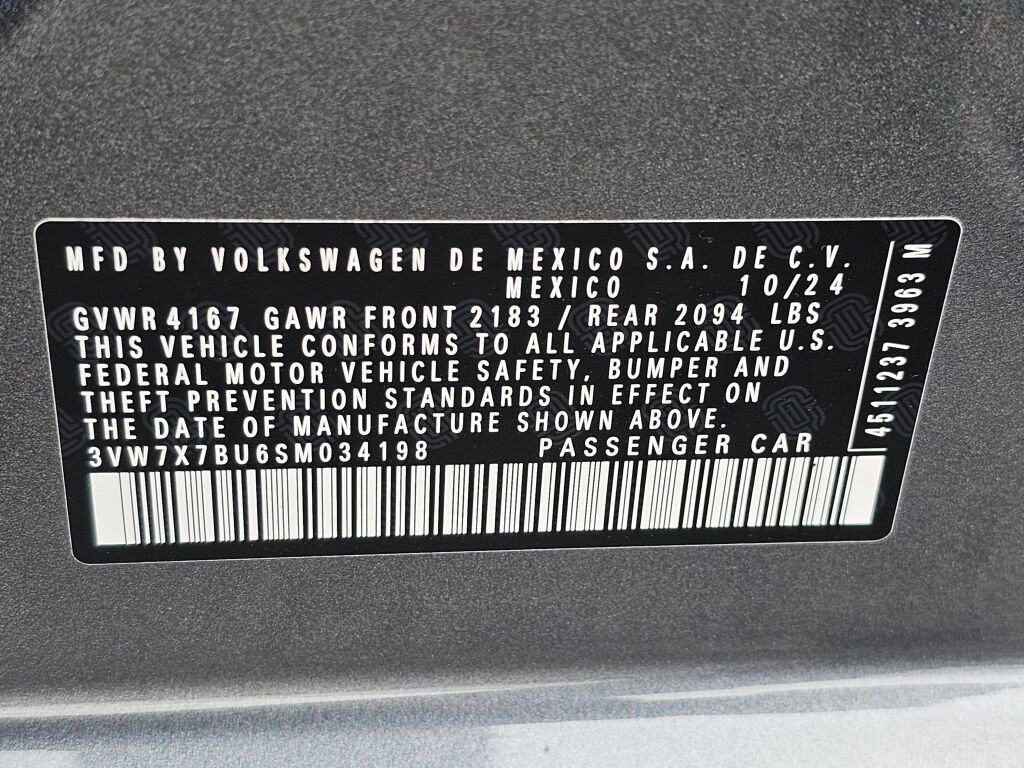 MFD BY VOLKSWAGEN DE MEXICO S.A. DE C.V.
MEXICO 10/24
GVWR 4167 GAWR FRONT 2183 / REAR 2094 LBS
THIS VEHICLE CONFORMS TO ALL APPLICABLE U.S.
FEDERAL MOTOR VEHICLE SAFETY, BUMPER AND
THEFT PREVENTION STANDARDS IN EFFECT ON
THE DATE OF MANUFACTURE SHOWN ABOVE.
3VW7X7BU6SM034198 PASSENGER CAR
4511237 3963 M